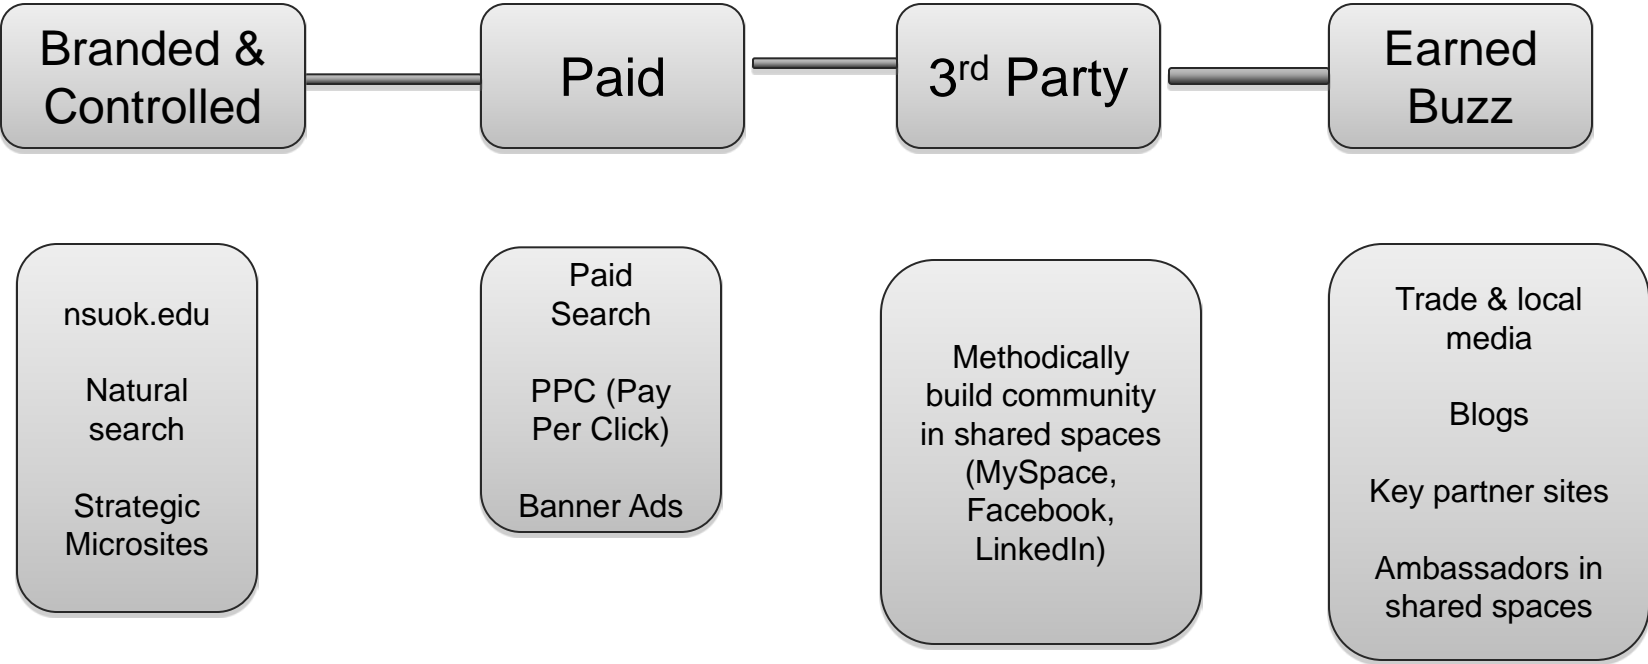 Branded &
Controlled
Paid
3rd Party
Earned
Buzz
nsuok.edu
Natural
search
Strategic
Microsites
Paid
Search
PPC (Pay
Per Click)
Banner Ads
Methodically
build community
in shared spaces
(MySpace,
Facebook,
LinkedIn)
Trade & local
media
Blogs
Key partner sites
Ambassadors in
shared spaces